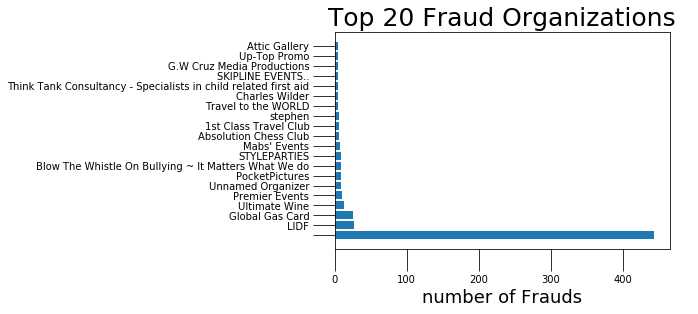 Top 20 Fraud Organizations
Attic Gallery
Up-Top Promo
G.W Cruz Media Productions
SKIPLINE EVENTS..
Think Tank Consultancy - Specialists in child related first aid
Charles Wilder
Travel to the WORLD
stephen
1st Class Travel Club
Absolution Chess Club
Mabs' Events
STYLEPARTIES
Blow The Whistle On Bullying ~ It Matters What We do
PocketPictures
Unnamed Organizer
Premier Events
Ultimate Wine
Global Gas Card
LIDF
0 100 200 300 400
number of Frauds